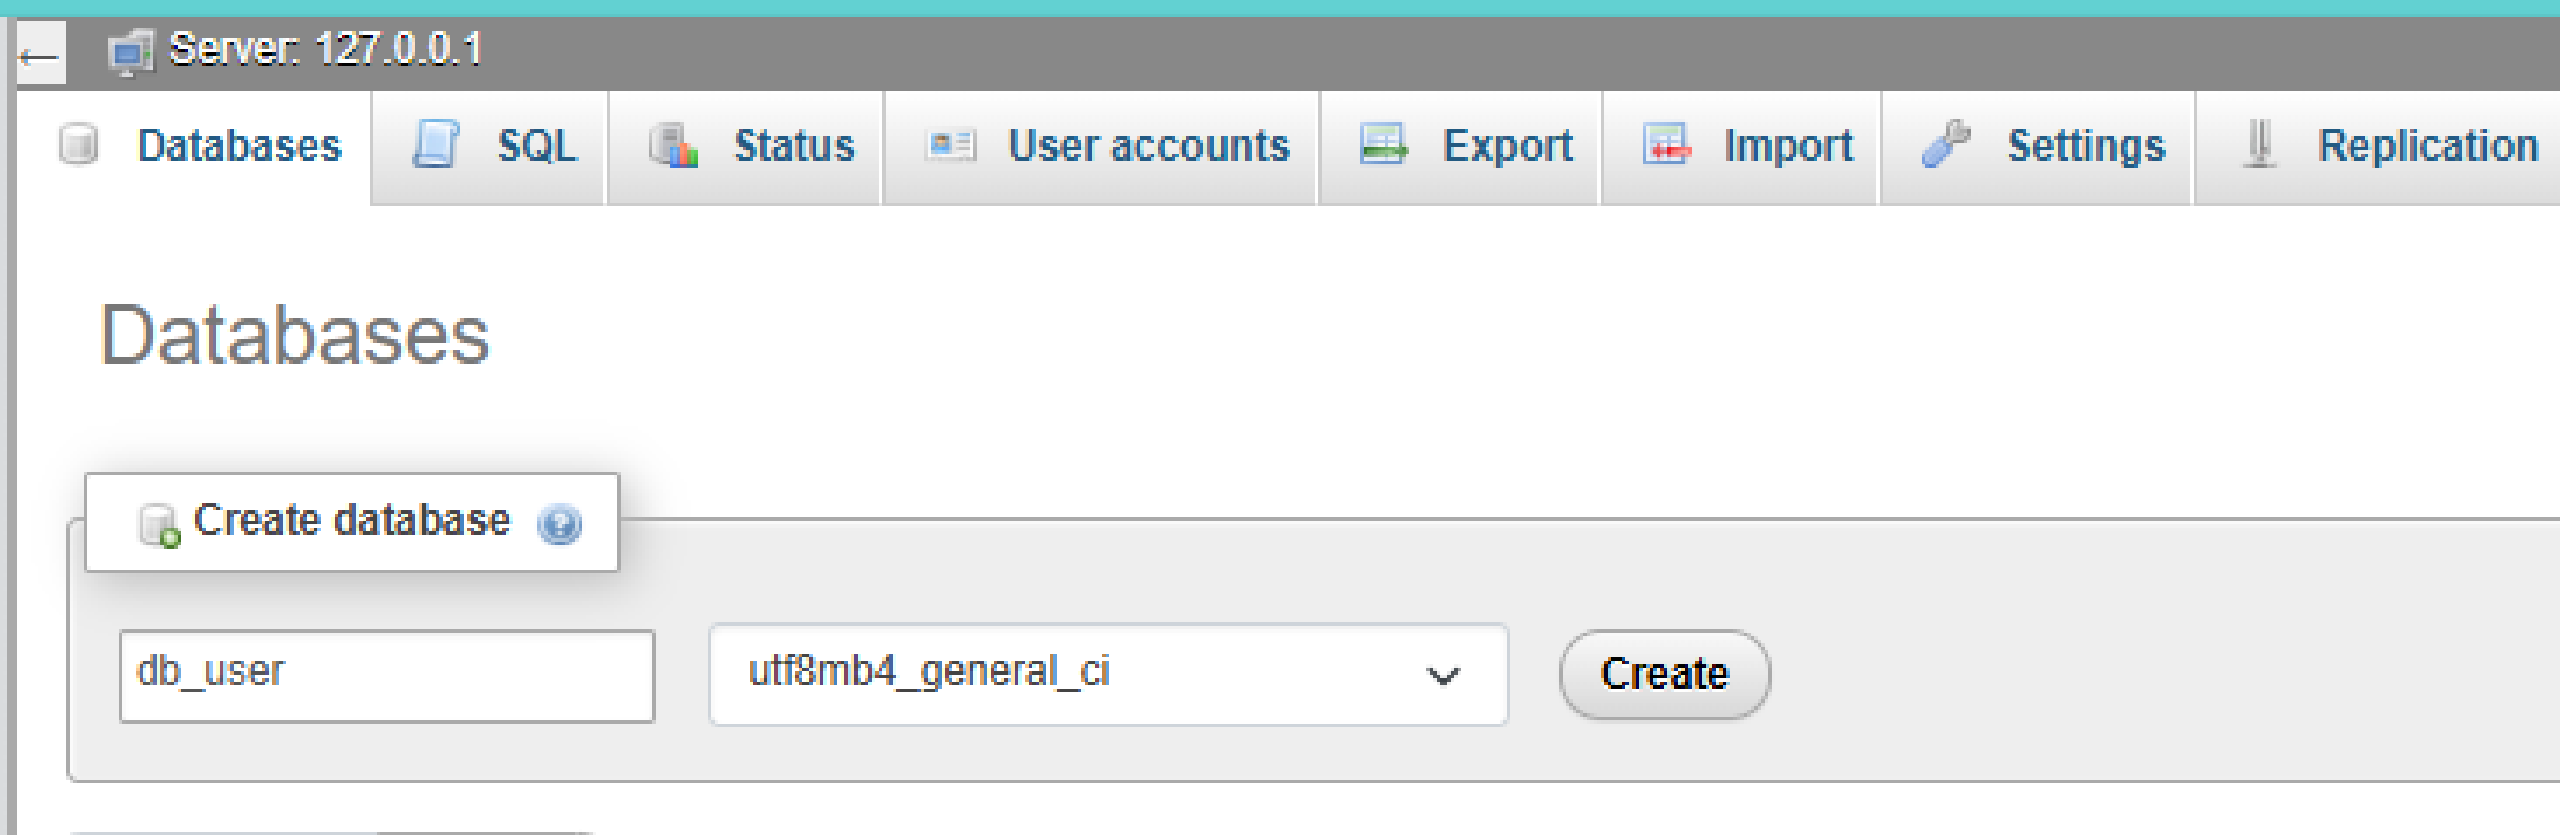 Server: 127.0.0.1
Databases SQL Status User accounts Export Import Settings Replication
Databases
Create database
db_user utf8mb4_general_ci Create